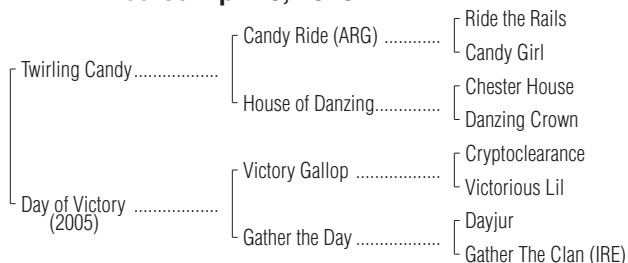 Ride the Rails
Candy Ride (ARG) ............
Candy Girl
Twirling Candy..................
Chester House
House of Danzing..............
Danzing Crown
Cryptoclearance
Victory Gallop ..................
Victorious Lil
Day of Victory ..................
(2005)
Dayjur
Gather the Day ..................
Gather The Clan (IRE)